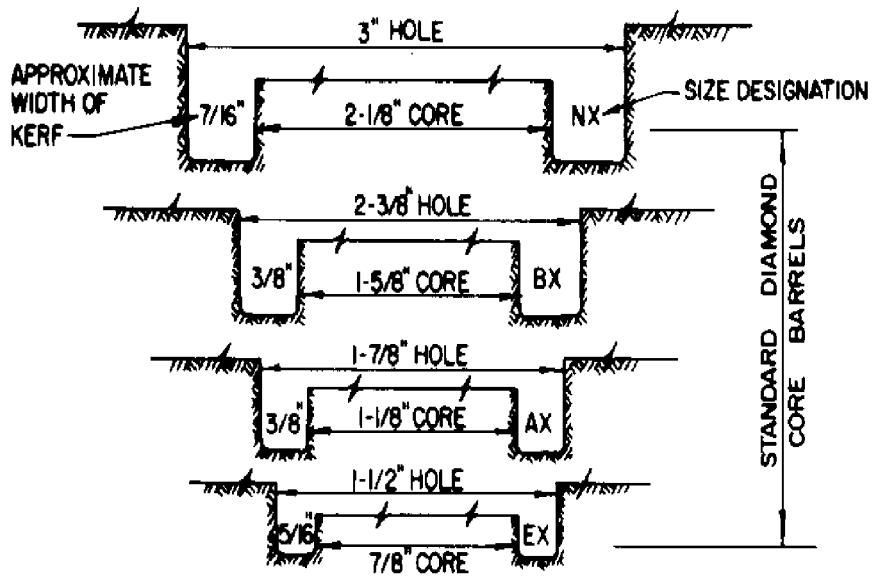 3" HOLE
APPROXIMATE
WIDTH OF
KERF
7/16"
2-1/8" CORE
NX
SIZE DESIGNATION
2-3/8" HOLE
3/8"
1-5/8" CORE
BX
1-7/8" HOLE
3/8"
1-1/8" CORE
AX
1-1/2" HOLE
5/16"
7/8" CORE
EX
STANDARD DIAMOND
CORE BARRELS